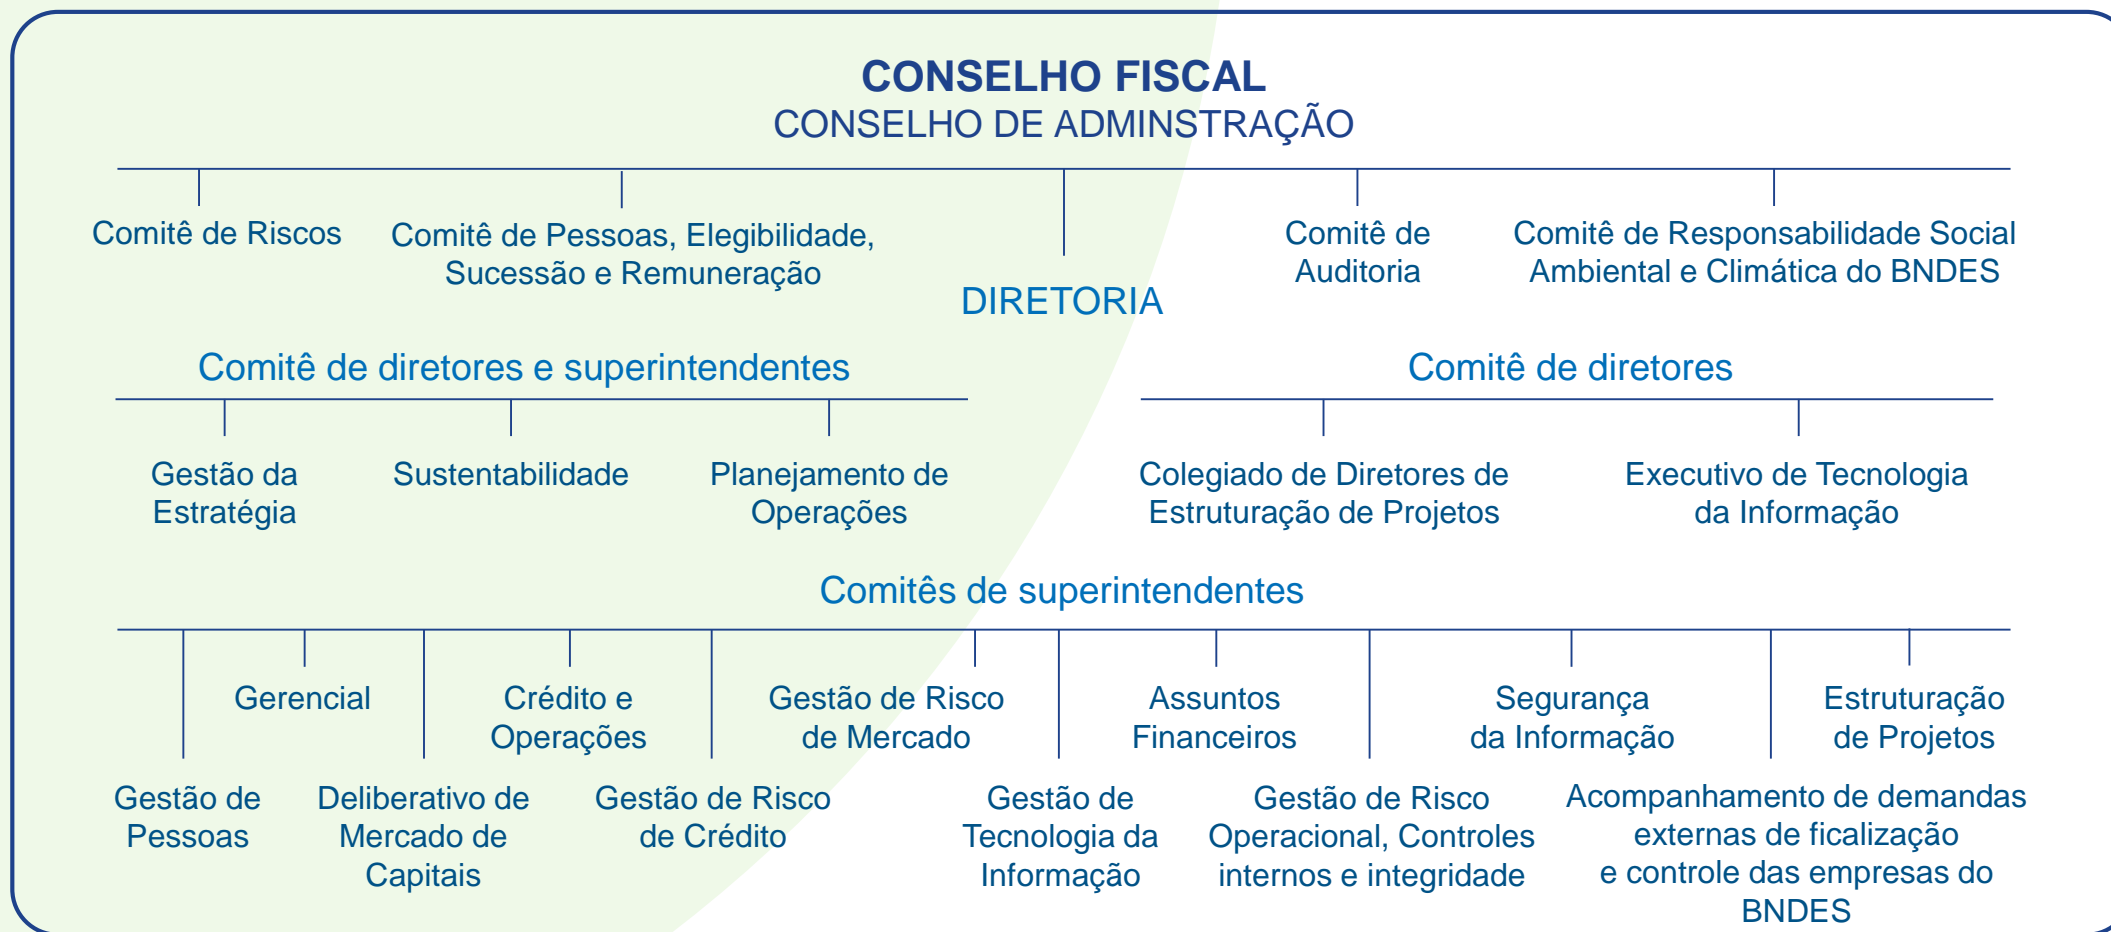 CONSELHO FISCAL
CONSELHO DE ADMINSTRAÇÃO
Comitê de Riscos
Comitê de Pessoas, Elegibilidade,
Sucessão e Remuneração
DIRETORIA
Comitê de
Auditoria
Comitê de Responsabilidade Social
Ambiental e Climática do BNDES
Comitê de diretores e superintendentes
Gestão da
Estratégia
Sustentabilidade
Planejamento de
Operações
Comitê de diretores
Colegiado de Diretores de
Estruturação de Projetos
Executivo de Tecnologia
da Informação
Comitês de superintendentes
Gerencial
Crédito e
Operações
Gestão de Risco
de Mercado
Assuntos
Financeiros
Segurança
da Informação
Estruturação
de Projetos
Gestão de
Pessoas
Deliberativo de
Mercado de
Capitais
Gestão de Risco
de Crédito
Gestão de
Tecnologia da
Informação
Gestão de Risco
Operacional, Controles
internos e integridade
Acompanhamento de demandas
externas de ficalização
e controle das empresas do
BNDES